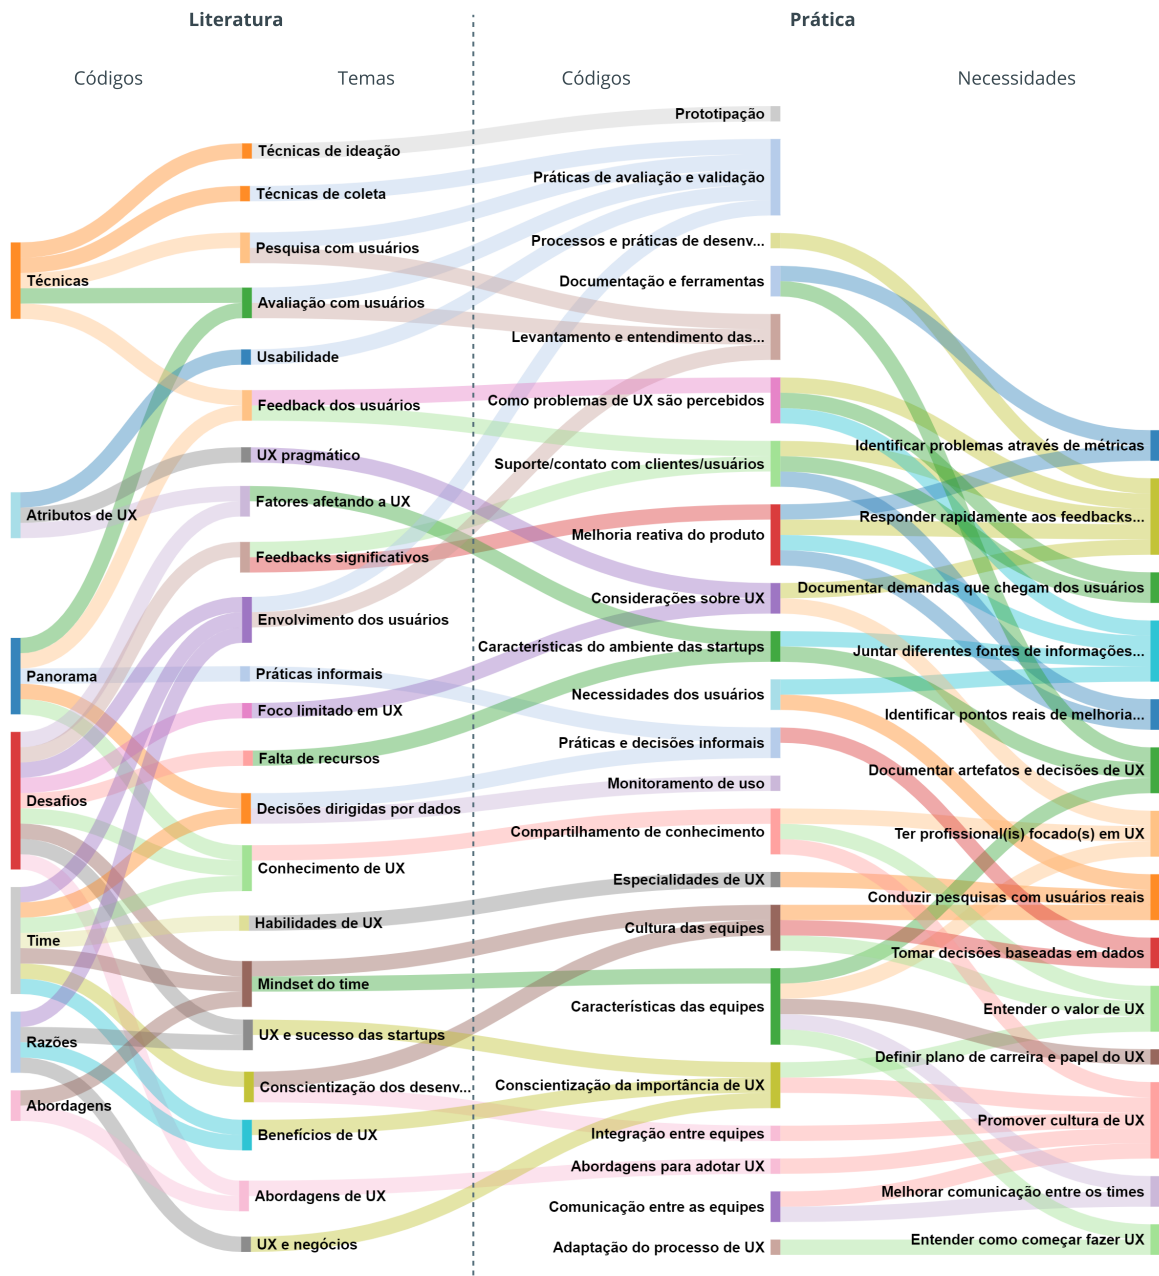 Literatura
Prática
Códigos
Temas
Códigos
Necessidades
Técnicas
Atributos de UX
Panorama
Desafios
Time
Razões
Abordagens
Técnicas de ideação
Técnicas de coleta
Pesquisa com usuários
Avaliação com usuários
Usabilidade
Feedback dos usuários
UX pragmático
Fatores afetando a UX
Feedbacks significativos
Envolvimento dos usuários
Práticas informais
Foco limitado em UX
Falta de recursos
Decisões dirigidas por dados
Conhecimento de UX
Habilidades de UX
Mindset do time
UX e sucesso das startups
Conscientização dos desenv...
Benefícios de UX
Abordagens de UX
UX e negócios
Prototipação
Práticas de avaliação e validação
Processos e práticas de desenv...
Documentação e ferramentas
Levantamento e entendimento das...
Como problemas de UX são percebidos
Suporte/contato com clientes/usuários
Melhoria reativa do produto
Considerações sobre UX
Características do ambiente das startups
Necessidades dos usuários
Práticas e decisões informais
Monitoramento de uso
Compartilhamento de conhecimento
Especialidades de UX
Cultura das equipes
Características das equipes
Conscientização da importância de UX
Integração entre equipes
Abordagens para adotar UX
Comunicação entre as equipes
Adaptação do processo de UX
Identificar problemas através de métricas
Responder rapidamente aos feedbacks...
Documentar demandas que chegam dos usuários
Juntar diferentes fontes de informações...
Identificar pontos reais de melhoria...
Documentar artefatos e decisões de UX
Ter profissional(is) focado(s) em UX
Conduzir pesquisas com usuários reais
Tomar decisões baseadas em dados
Entender o valor de UX
Definir plano de carreira e papel do UX
Promover cultura de UX
Melhorar comunicação entre os times
Entender como começar fazer UX